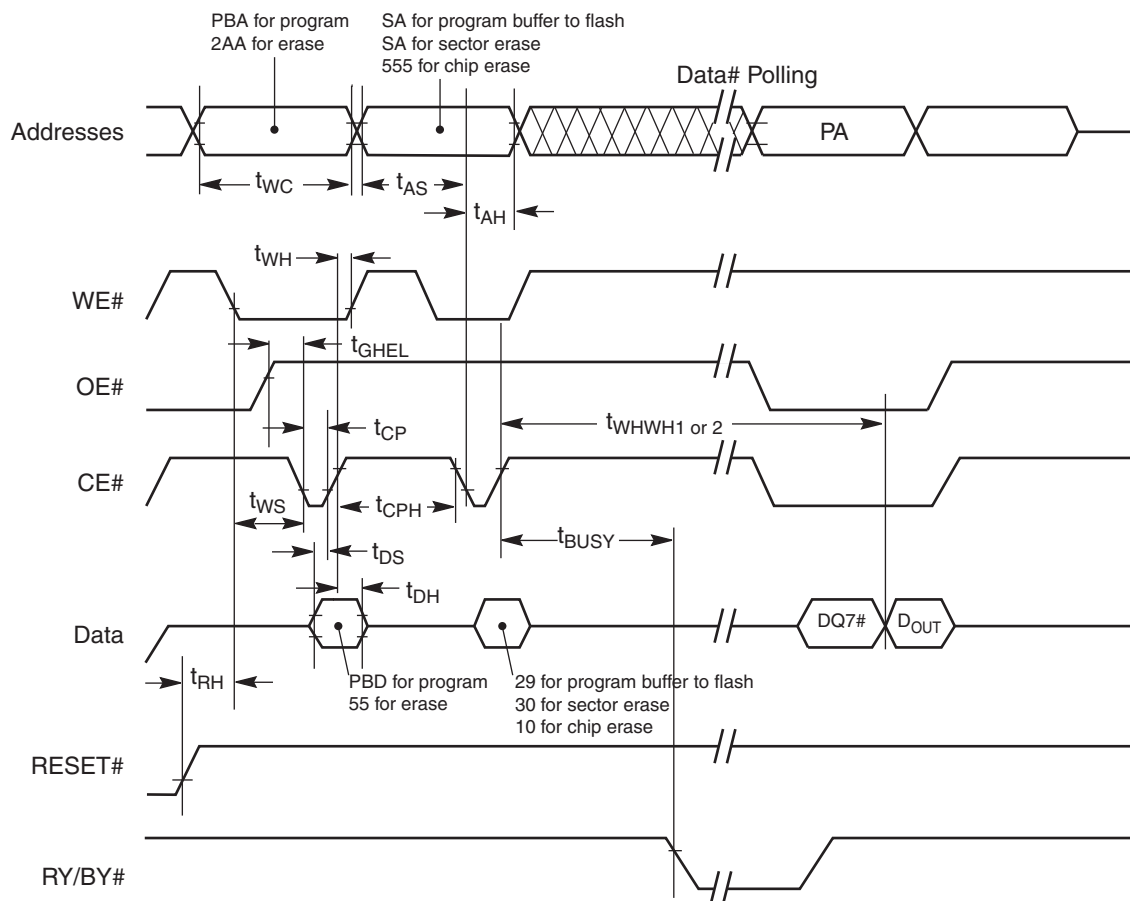 PBA for program
2AA for erase
SA for program buffer to flash
SA for sector erase
555 for chip erase
Data# Polling
Addresses
PA
tWC
tAS
tAH
tWH
WE#
tGHEL
OE#
tCP
tWHWH1 or 2
CE#
tWS
tCPH
tBUSY
tDS
tDH
Data
DQ7#
DOUT
tRH
PBD for program
55 for erase
29 for program buffer to flash
30 for sector erase
10 for chip erase
RESET#
RY/BY#